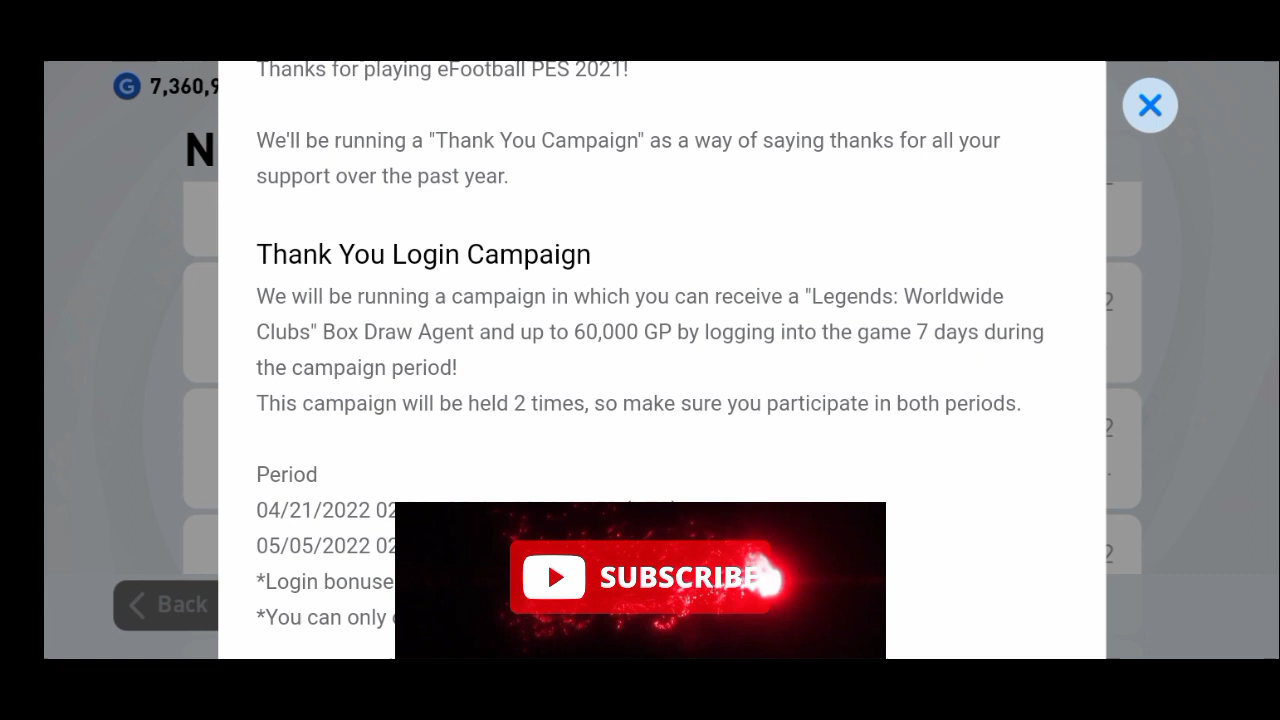 Thanks for playing eFootball PES 2021!
G 7,360,9
N
We'll be running a "Thank You Campaign" as a way of saying thanks for all your
support over the past year.
Thank You Login Campaign
We will be running a campaign in which you can receive a "Legends: Worldwide
Clubs" Box Draw Agent and up to 60,000 GP by logging into the game 7 days during
the campaign period!
This campaign will be held 2 times, so make sure you participate in both periods.
Period
04/21/2022 02
05/05/2022 02
*Login bonuse
*You can only
Back
SUBSCRIBE
2
2
2